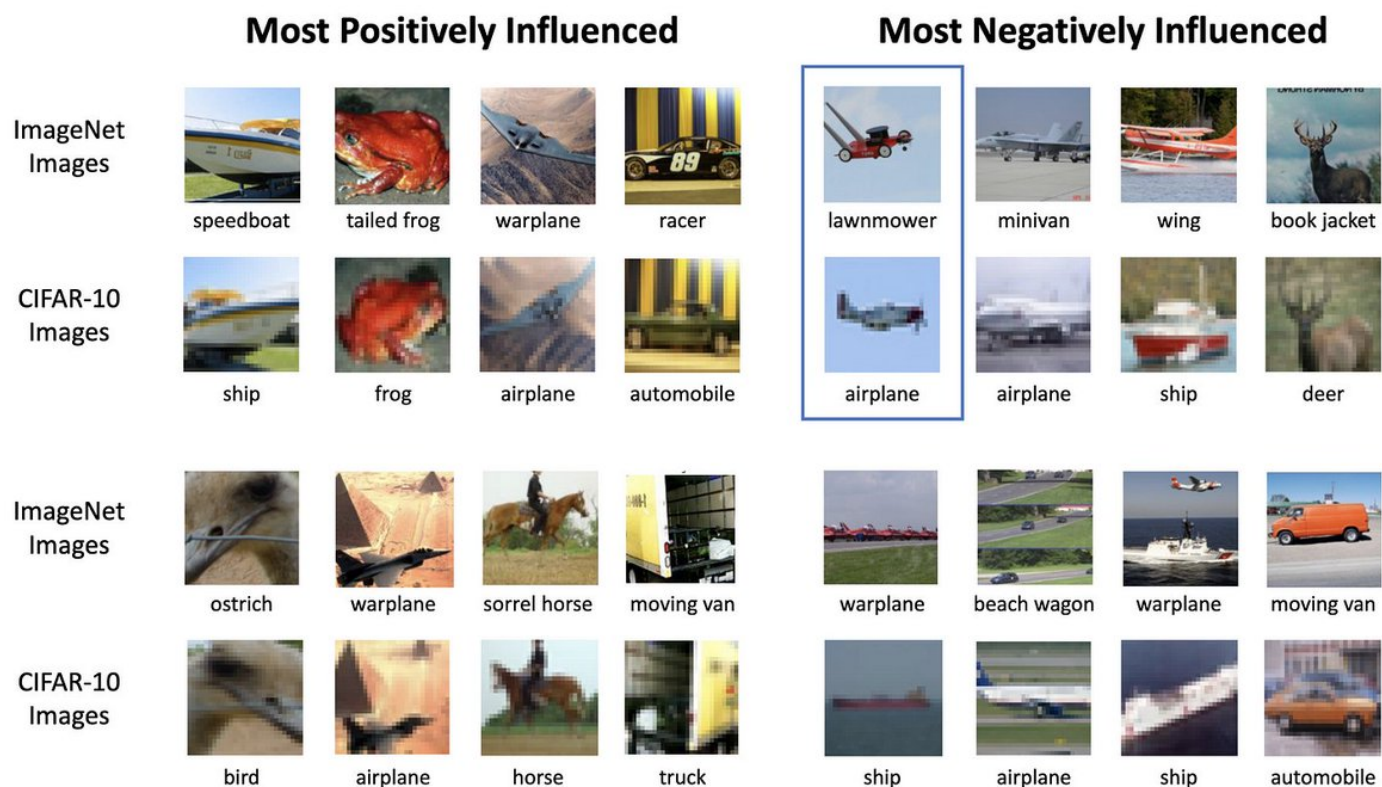 Most Positively Influenced
Most Negatively Influenced
ImageNet
Images
speedboat
tailed frog
warplane
racer
lawnmower
minivan
wing
book jacket
89
CIFAR-10
Images
ship
frog
airplane
automobile
airplane
airplane
ship
deer
ImageNet
Images
ostrich
warplane
sorrel horse
moving van
warplane
beach wagon
warplane
moving van
CIFAR-10
Images
bird
airplane
horse
truck
ship
airplane
ship
automobile